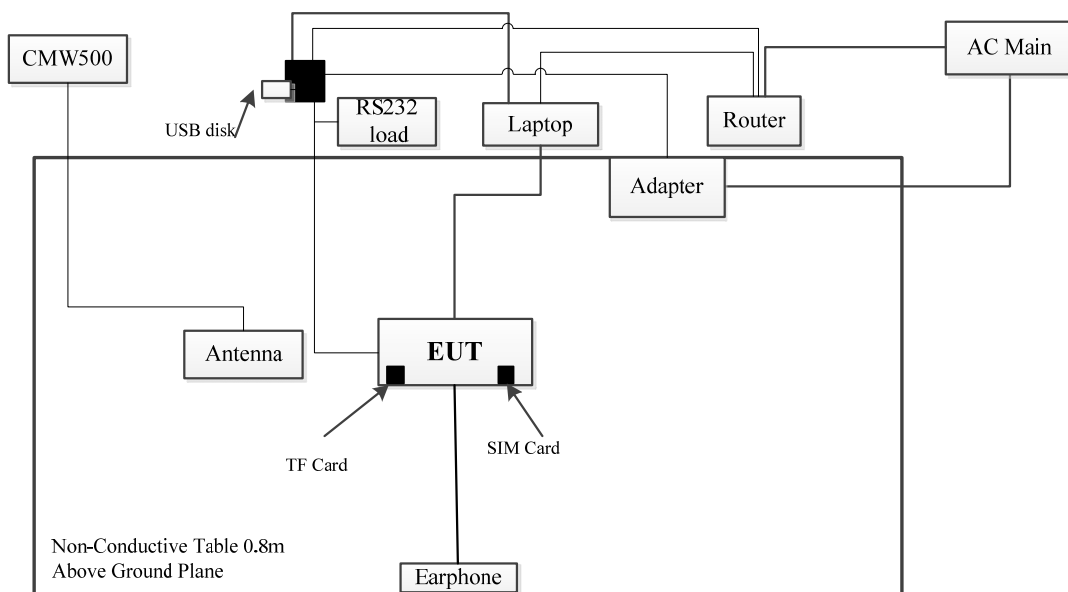 CMW500
AC Main
USB disk
RS232
load
Laptop
Router
Adapter
Antenna
EUT
TF Card
SIM Card
Non-Conductive Table 0.8m
Above Ground Plane
Earphone